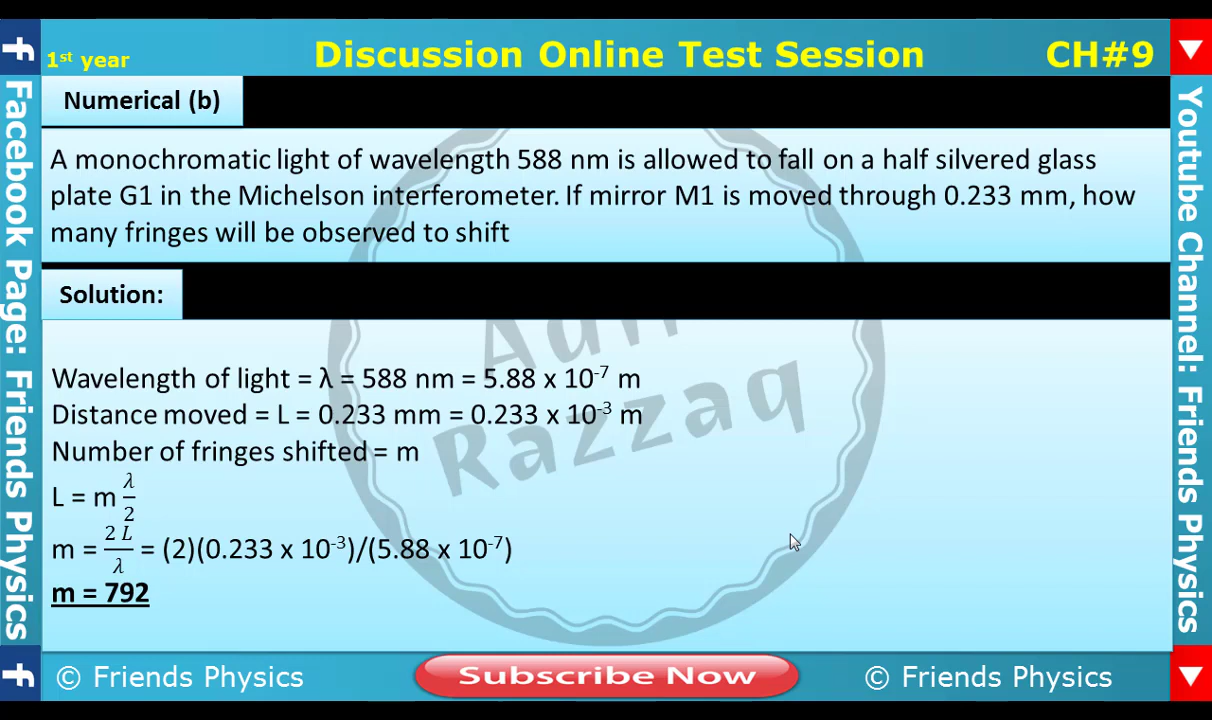 1st year
Discussion Online Test Session
CH#9
Numerical (b)
A monochromatic light of wavelength 588 nm is allowed to fall on a half silvered glass
plate G1 in the Michelson interferometer. If mirror M1 is moved through 0.233 mm, how
many fringes will be observed to shift
Solution:
Wavelength of light = λ = 588 nm = 5.88 x 10⁻⁷ m
Distance moved = L = 0.233 mm = 0.233 x 10⁻³ m
Number of fringes shifted = m
L = m λ/2
m = 2 L/λ = (2)(0.233 x 10⁻³)/(5.88 x 10⁻⁷)
m = 792
Razzaq
© Friends Physics
Subscribe Now
© Friends Physics
f Facebook Page: Friends Physics f
Youtube Channel: Friends Physics